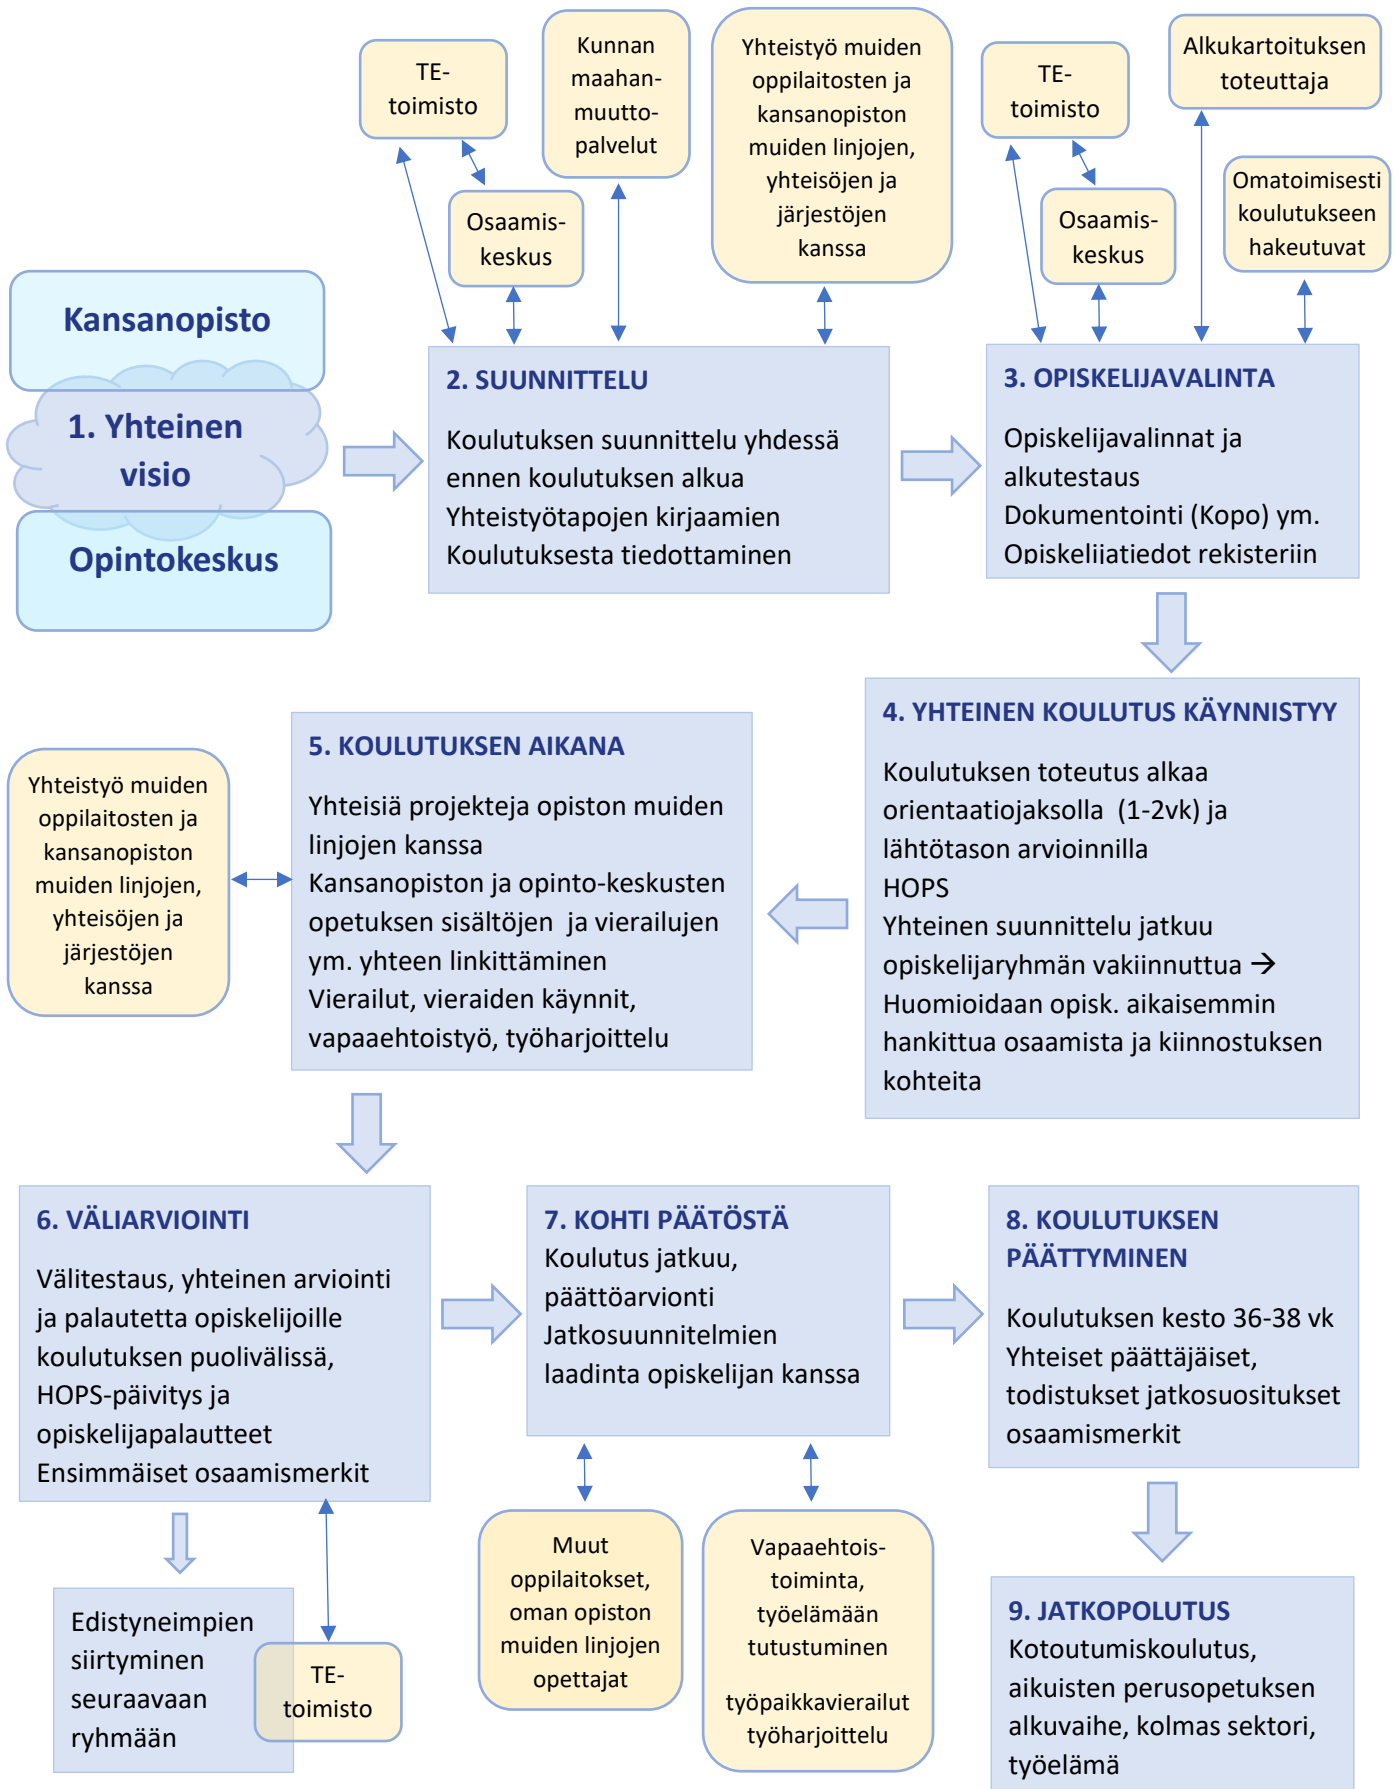 TE-
toimisto
Osaamis-
keskus
Kunnan
maahan-
muutto-
palvelut
Yhteistyö muiden
oppilaitosten ja
kansanopiston
muiden linjojen,
yhteisöjen ja
järjestöjen
kanssa
TE-
toimisto
Osaamis-
keskus
Alkukartoituksen
toteuttaja
Omatoimisesti
koulutukseen
hakeutuvat
Kansanopisto
1. Yhteinen
visio
Opintokeskus
2. SUUNNITTELU
Koulutuksen suunnittelu yhdessä
ennen koulutuksen alkua
Yhteistyötapojen kirjaamien
Koulutuksesta tiedottaminen
3. OPISKELIJAVALINTA
Opiskelijavalinnat ja
alkutestaus
Dokumentointi (Kopo) ym.
Opiskelijatiedot rekisteriin
4. YHTEINEN KOULUTUS KÄYNNISTYY
Koulutuksen toteutus alkaa
orientaatiojaksolla (1-2vk) ja
lähtötason arvioinnilla
HOPS
Yhteinen suunnittelu jatkuu
opiskelijaryhmän vakiinnuttua →
Huomioidaan opisk. aikaisemmin
hankittua osaamista ja kiinnostuksen
kohteita
5. KOULUTUKSEN AIKANA
Yhteisiä projekteja opiston muiden
linjojen kanssa
Kansanopiston ja opinto-keskusten
opetuksen sisältöjen ja vierailujen
ym. yhteen linkittäminen
Vierailut, vieraiden käynnit,
vapaaehtoistyö, työharjoittelu
Yhteistyö muiden
oppilaitosten ja
kansanopiston
muiden linjojen,
yhteisöjen ja
järjestöjen
kanssa
6. VÄLIARVIOINTI
Välitestaus, yhteinen arviointi
ja palautetta opiskelijoille
koulutuksen puolivälissä,
HOPS-päivitys ja
opiskelijapalautteet
Ensimmäiset osaamismerkit
7. KOHTI PÄÄTÖSTÄ
Koulutus jatkuu,
päättöarvionti
Jatkosuunnitelmien
laadinta opiskelijan kanssa
8. KOULUTUKSEN
PÄÄTTYMINEN
Koulutuksen kesto 36-38 vk
Yhteiset päättäjäiset,
todistukset jatkosuositukset
osaamismerkit
Edistyneimpien
siirtyminen
seuraavaan
ryhmään
TE-
toimisto
Muut
oppilaitokset,
oman opiston
muiden linjojen
opettajat
Vapaaehtois-
toiminta,
työelämään
tutustuminen
työpaikkavierailut
työharjoittelu
9. JATKOPOLUTUS
Kotoutumiskoulutus,
aikuisten perusopetuksen
alkuvaihe, kolmas sektori,
työelämä